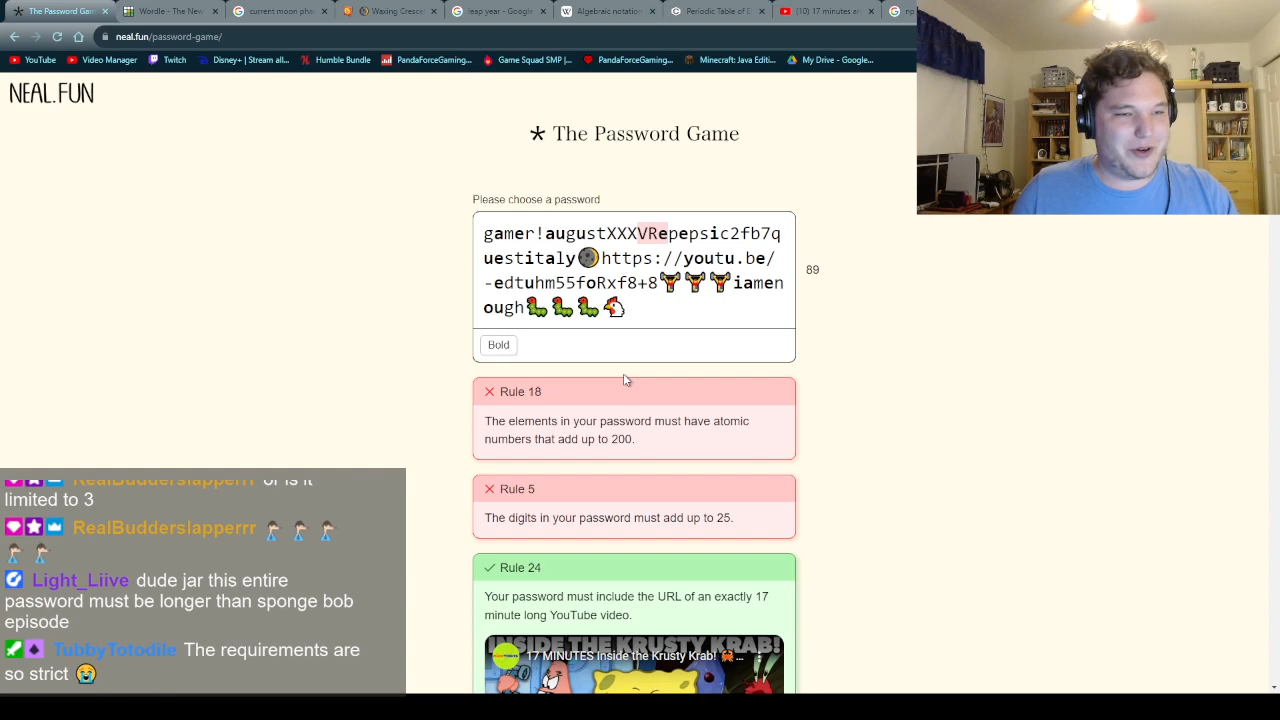 The Password Gam
Wordle - The New
current moon pha
Waxing Cresce
leap year - Google
Algebraic notation
Periodic Table of E
(10) 17 minutes an
neal.fun/password-game/
YouTube
Video Manager
Twitch
Disney+ | Stream all...
Humble Bundle
PandaForceGaming...
Game Squad SMP |...
PandaForceGaming...
Minecraft: Java Editi...
My Drive - Google...
NEAL.FUN
* The Password Game
Please choose a password
gamer!augustXXXVRepepsic2fb7q
uestitaly🌒https://youtu.be/
-edtuhm55foRxf8+8🏋️🏋️🏋️iamen
ough🐛🐛🐛🐔
89
Bold
Rule 18
The elements in your password must have atomic
numbers that add up to 200.
Rule 5
The digits in your password must add up to 25.
Rule 24
Your password must include the URL of an exactly 17
minute long YouTube video.
INSIDE THE KRUSTY KRAB!
17 MINUTES Inside the Krusty Krab! 🦀 ...
RealBudderslapperrr or is it
limited to 3
RealBudderslapperrr
Light_Liive dude jar this entire
password must be longer than sponge bob
episode
TubbyTotodile The requirements are
so strict 😭